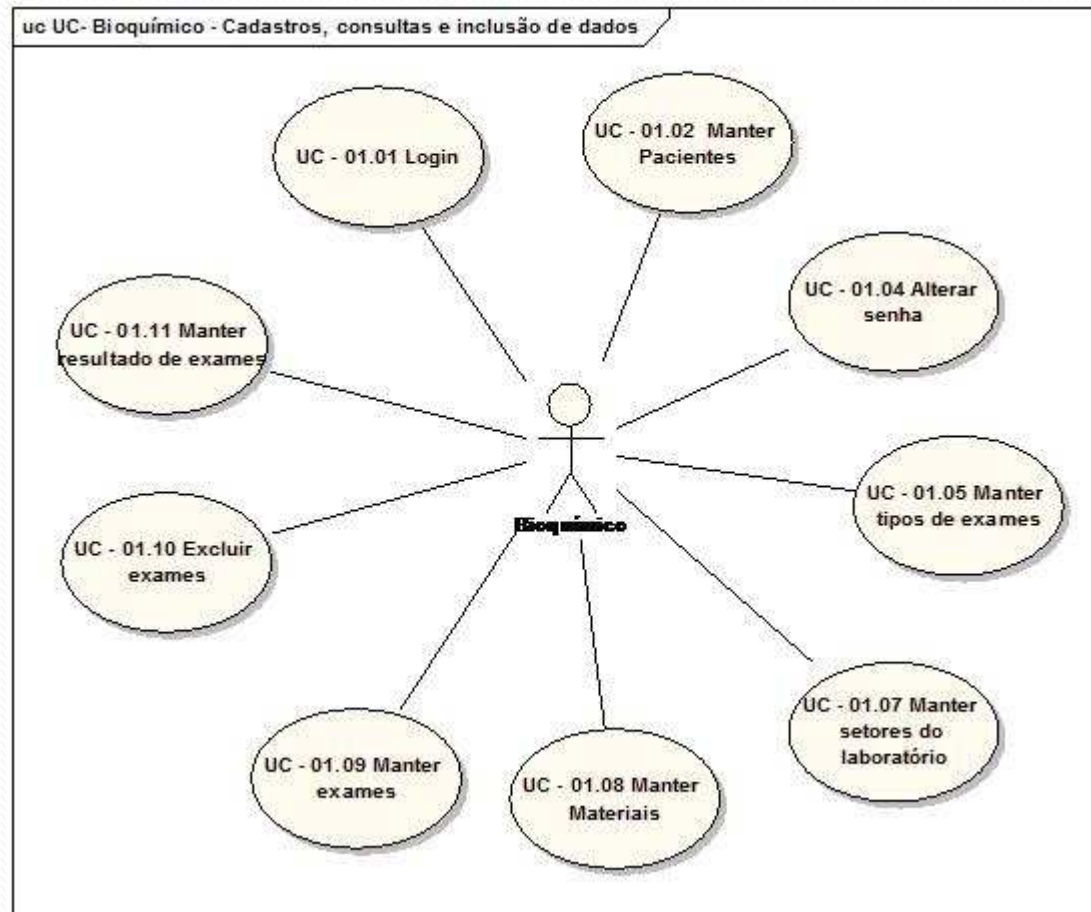 uc UC- Bioquímico - Cadastros, consultas e inclusão de dados
UC - 01.01 Login
UC - 01.02 Manter
Pacientes
UC - 01.04 Alterar
senha
UC - 01.11 Manter
resultado de exames
UC - 01.05 Manter
tipos de exames
Bioquímico
UC - 01.10 Excluir
exames
UC - 01.07 Manter
setores do
laboratório
UC - 01.09 Manter
exames
UC - 01.08 Manter
Materiais